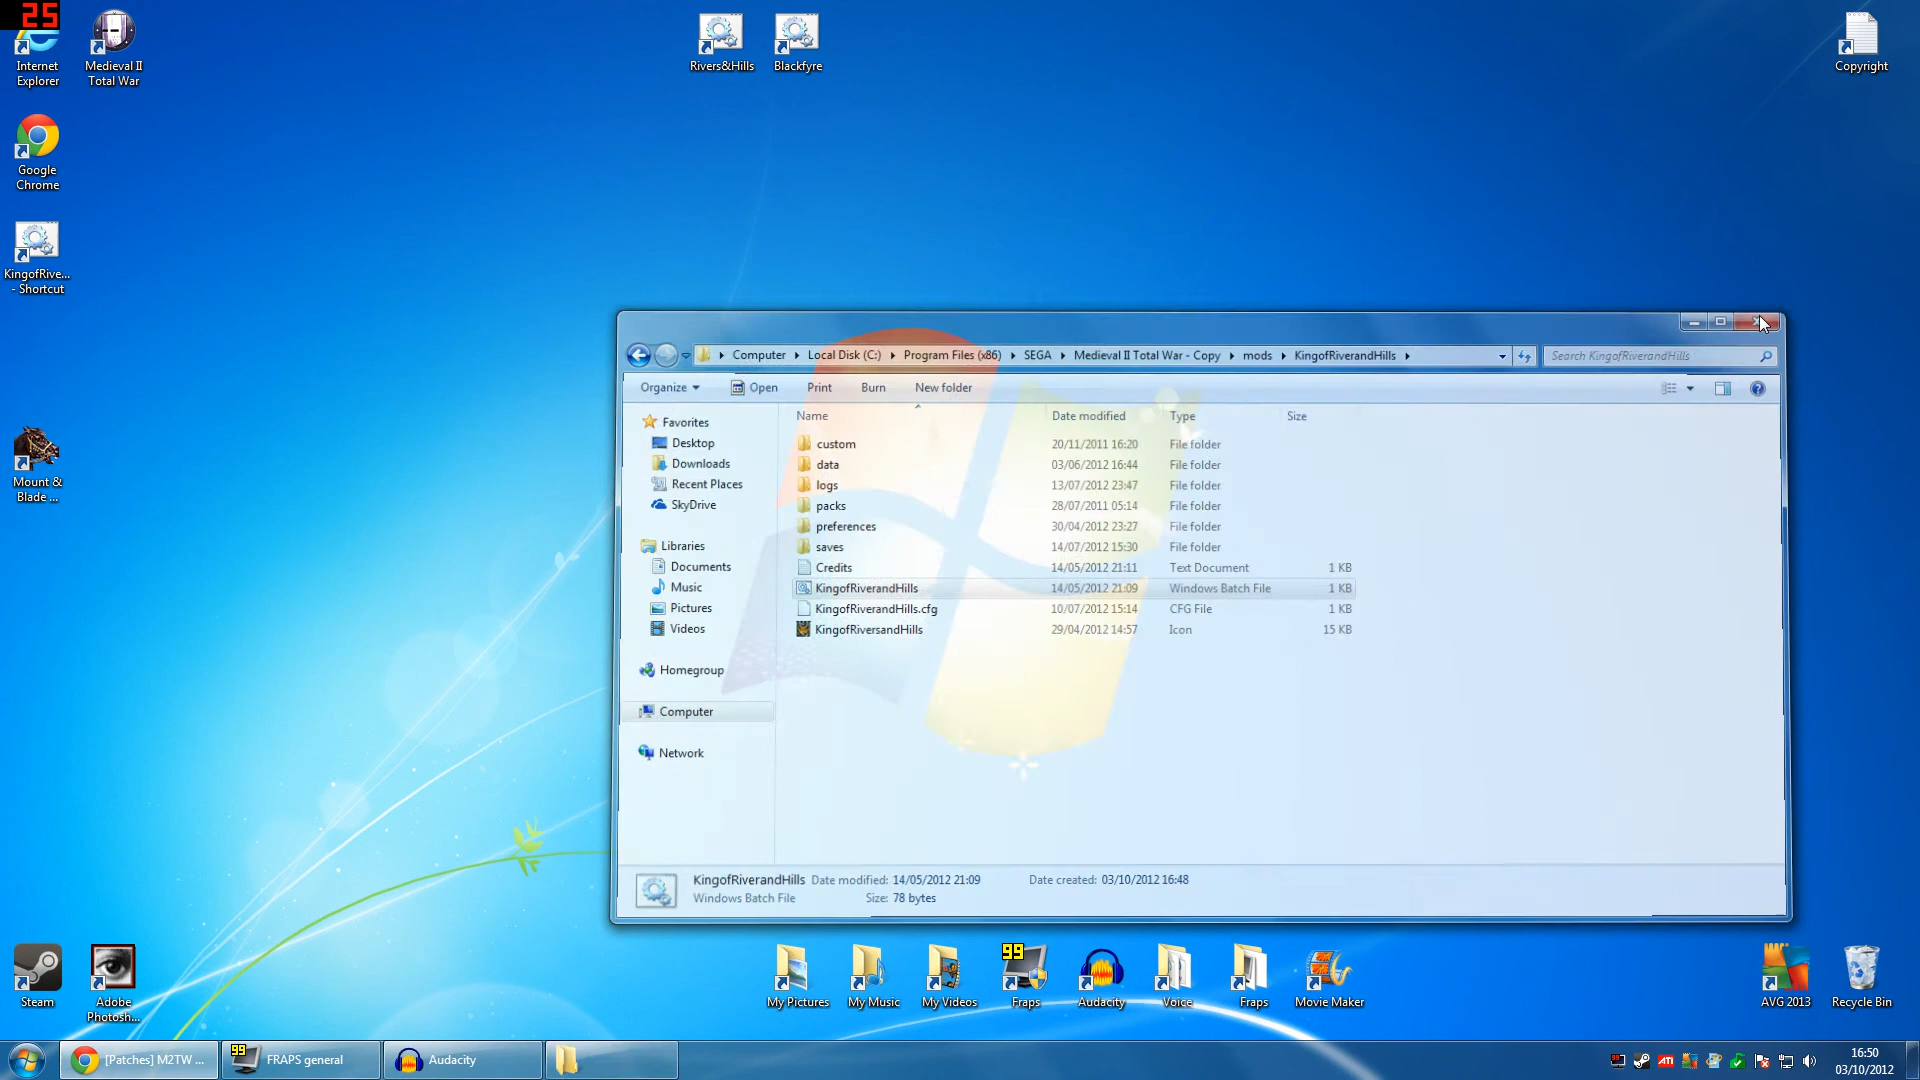 25
Internet Explorer
Medieval II Total War
Rivers&Hills
Blackfyre
Copyright
Google Chrome
KingofRive... - Shortcut
Mount & Blade ...
Computer Local Disk (C:) Program Files (x86) SEGA Medieval II Total War - Copy mods KingofRiverandHills
Search KingofRiverandHills
Organize Open Print Burn New folder
Name Date modified Type Size
Favorites
Desktop
Downloads
Recent Places
SkyDrive
Libraries
Documents
Music
Pictures
Videos
Homegroup
Computer
Network
custom 20/11/2011 16:20 File folder
data 03/06/2012 16:44 File folder
logs 13/07/2012 23:47 File folder
packs 28/07/2011 05:14 File folder
preferences 30/04/2012 23:27 File folder
saves 14/07/2012 15:30 File folder
Credits 14/05/2012 21:11 Text Document 1 KB
KingofRiverandHills 14/05/2012 21:09 Windows Batch File 1 KB
KingofRiverandHills.cfg 10/07/2012 15:14 CFG File 1 KB
KingofRiversandHills 29/04/2012 14:57 Icon 15 KB
KingofRiverandHills Date modified: 14/05/2012 21:09 Date created: 03/10/2012 16:48
Windows Batch File Size: 78 bytes
Steam
Adobe Photosh...
My Pictures
My Music
My Videos
99
Fraps
Audacity
Voice
Fraps
Movie Maker
AVG 2013
Recycle Bin
[Patches] M2TW ...
99
FRAPS general
Audacity
99
ATI
16:50
03/10/2012